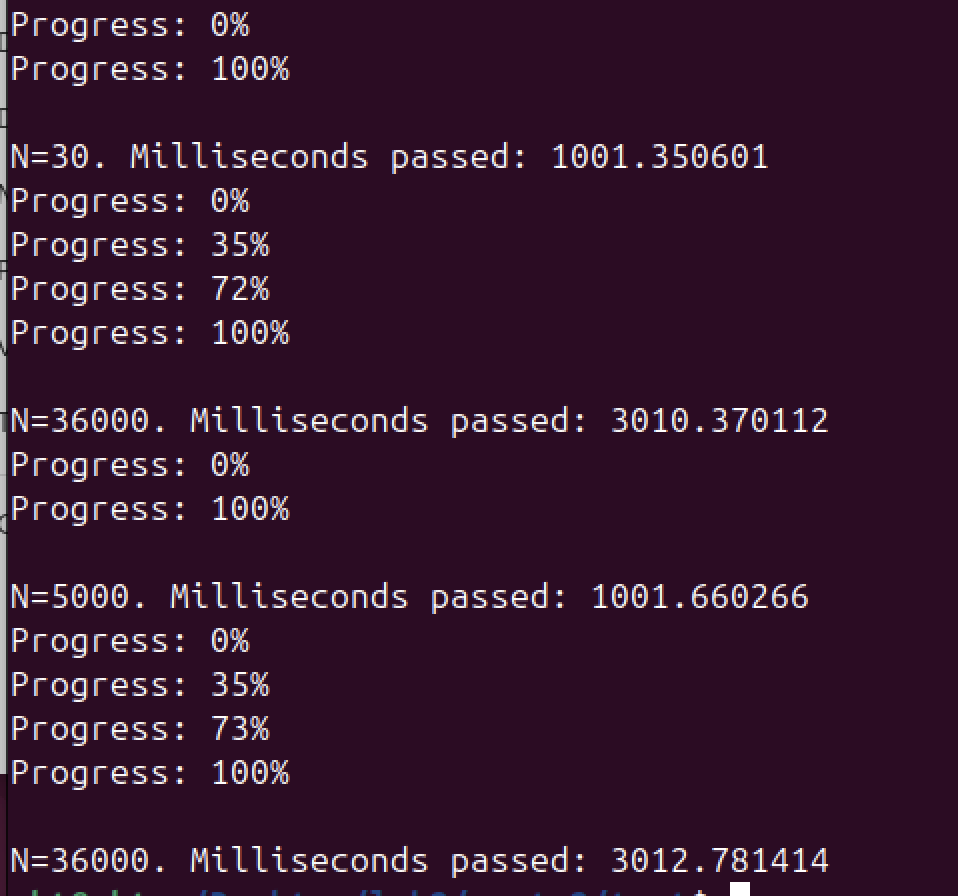 Progress: 0%
Progress: 100%
N=30. Milliseconds passed: 1001.350601
Progress: 0%
Progress: 35%
Progress: 72%
Progress: 100%
N=36000. Milliseconds passed: 3010.370112
Progress: 0%
Progress: 100%
N=5000. Milliseconds passed: 1001.660266
Progress: 0%
Progress: 35%
Progress: 73%
Progress: 100%
N=36000. Milliseconds passed: 3012.781414